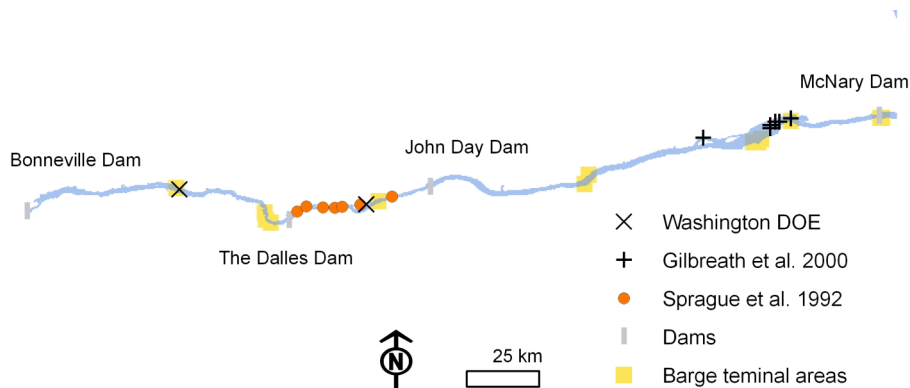 McNary Dam
John Day Dam
Bonneville Dam
The Dalles Dam
Washington DOE
Gilbreath et al. 2000
Sprague et al. 1992
Dams
Barge teminal areas
N
25 km